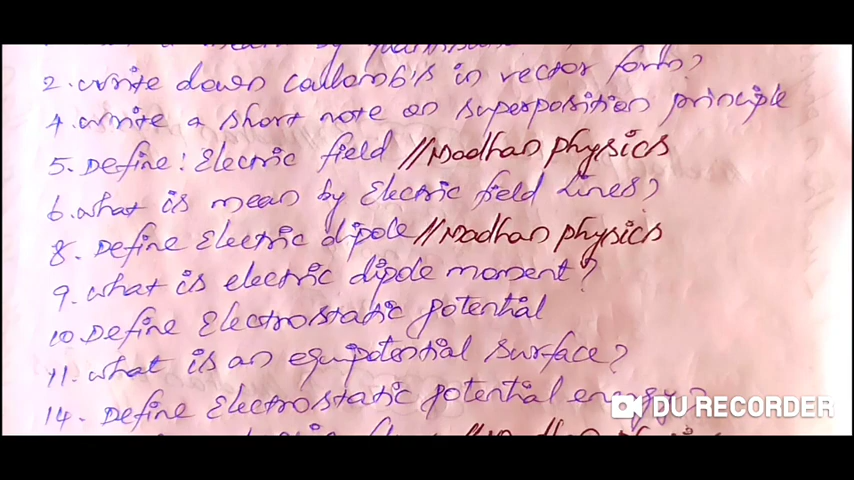 2. write down coulomb's in vector form?
4. write a short note on superposition principle
5. Define: Electric field //Madhan physics
6. what is mean by Electric field Lines?
8. Define Electric dipole //Madhan physics
9. what is electric dipole moment?
10. Define Electrostatic potential
11. what is an equipotential surface?
14. Define Electrostatic potential energy?
DU RECORDER